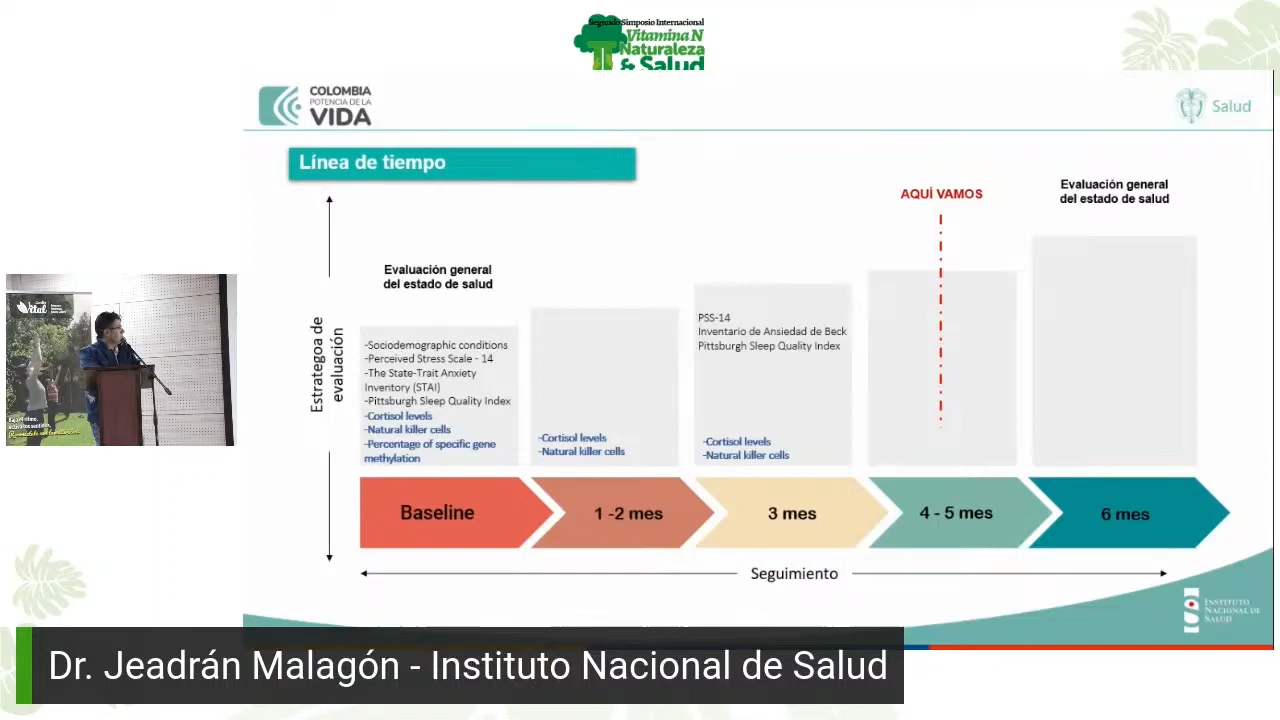 Segundo Simposio Internacional
Vitamina N
Naturaleza
& Salud
COLOMBIA
POTENCIA DE LA
VIDA
Salud
Línea de tiempo
AQUÍ VAMOS
Evaluación general
del estado de salud
Evaluación general
del estado de salud
Estrategoa de
evaluación
-Sociodemographic conditions
-Perceived Stress Scale - 14
-The State-Trait Anxiety
Inventory (STAI)
-Pittsburgh Sleep Quality Index
-Cortisol levels
-Natural killer cells
-Percentage of specific gene
methylation
-Cortisol levels
-Natural killer cells
PSS-14
Inventario de Ansiedad de Beck
Pittsburgh Sleep Quality Index
-Cortisol levels
-Natural killer cells
Baseline
1 -2 mes
3 mes
4 - 5 mes
6 mes
Seguimiento
INSTITUTO
NACIONAL DE
SALUD
Vital
Dr. Jeadrán Malagón - Instituto Nacional de Salud